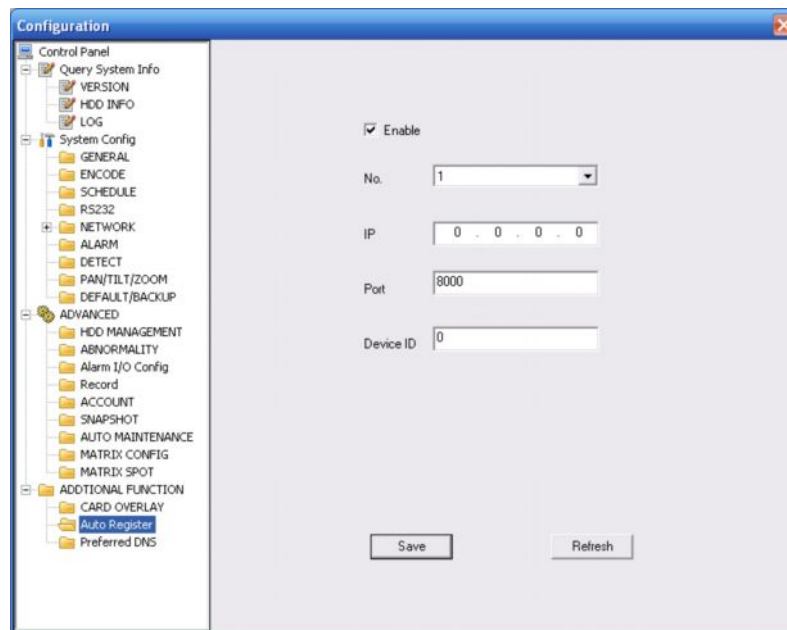 Configuration
Control Panel
Query System Info
VERSION
HDD INFO
LOG
System Config
GENERAL
ENCODE
SCHEDULE
RS232
NETWORK
ALARM
DETECT
PAN/TILT/ZOOM
DEFAULT/BACKUP
ADVANCED
HDD MANAGEMENT
ABNORMALITY
Alarm I/O Config
Record
ACCOUNT
SNAPSHOT
AUTO MAINTENANCE
MATRIX CONFIG
MATRIX SPOT
ADDTIONAL FUNCTION
CARD OVERLAY
Auto Register
Preferred DNS
Enable
No. 1
IP 0 . 0 . 0 . 0
Port 8000
Device ID 0
Save Refresh